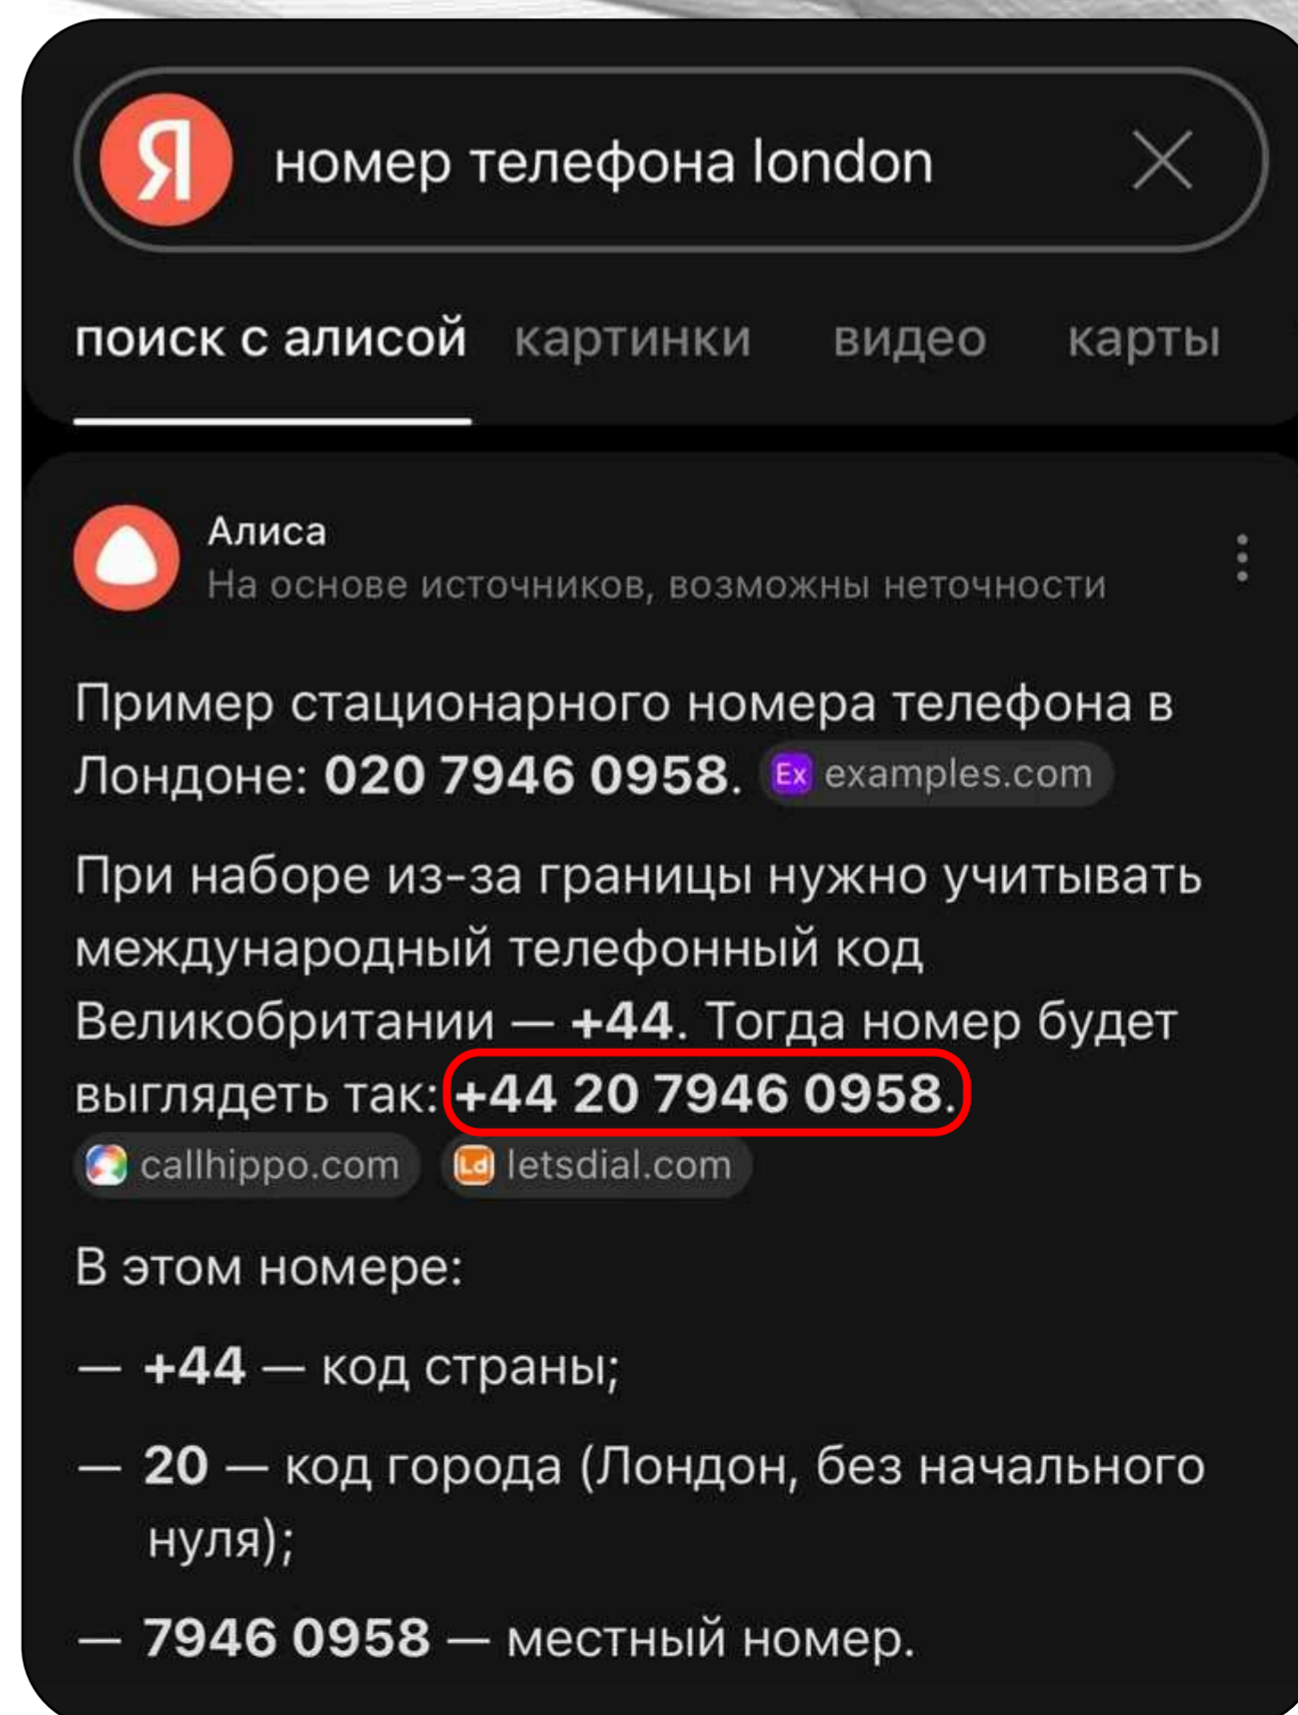 Я номер телефона london
поиск с алисой картинки видео карты
Алиса
На основе источников, возможны неточности
Пример стационарного номера телефона в
Лондоне: 020 7946 0958. Ex examples.com
При наборе из-за границы нужно учитывать
международный телефонный код
Великобритании — +44. Тогда номер будет
выглядеть так: +44 20 7946 0958.
callhippo.com Ld letsdial.com
В этом номере:
— +44 — код страны;
— 20 — код города (Лондон, без начального
нуля);
— 7946 0958 — местный номер.